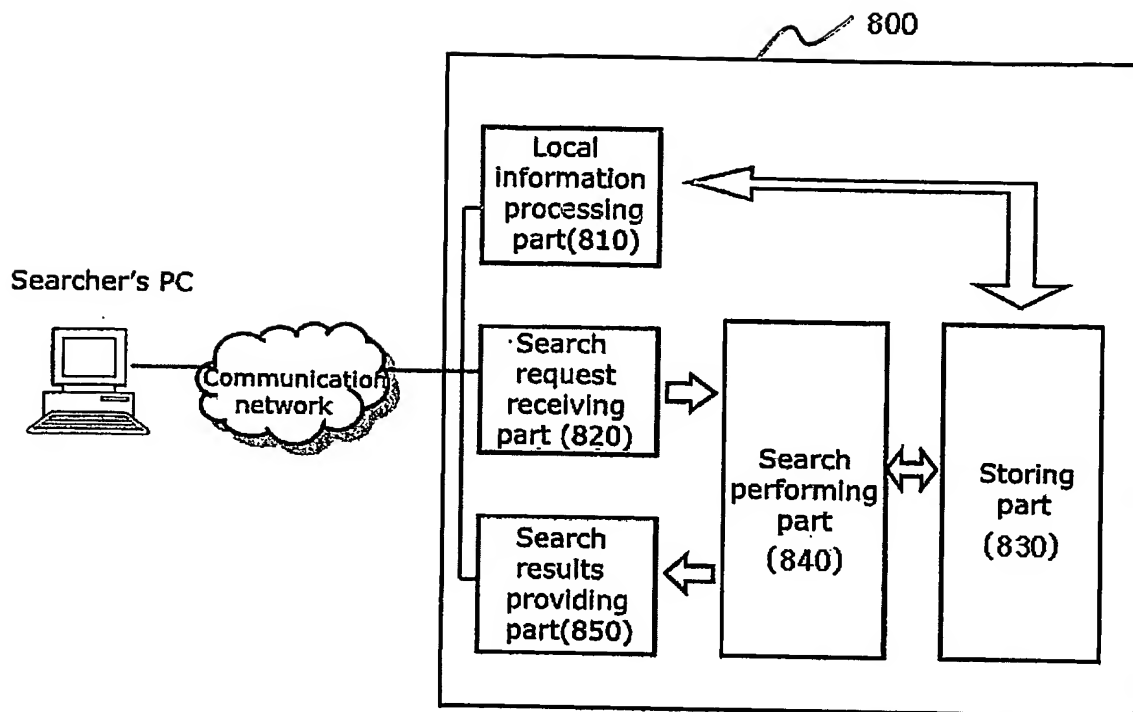 800
Local
information
processing
part(810)
Searcher's PC
Communication
network
Search
request
receiving
part (820)
Search
performing
part
(840)
Storing
part
(830)
Search
results
providing
part(850)